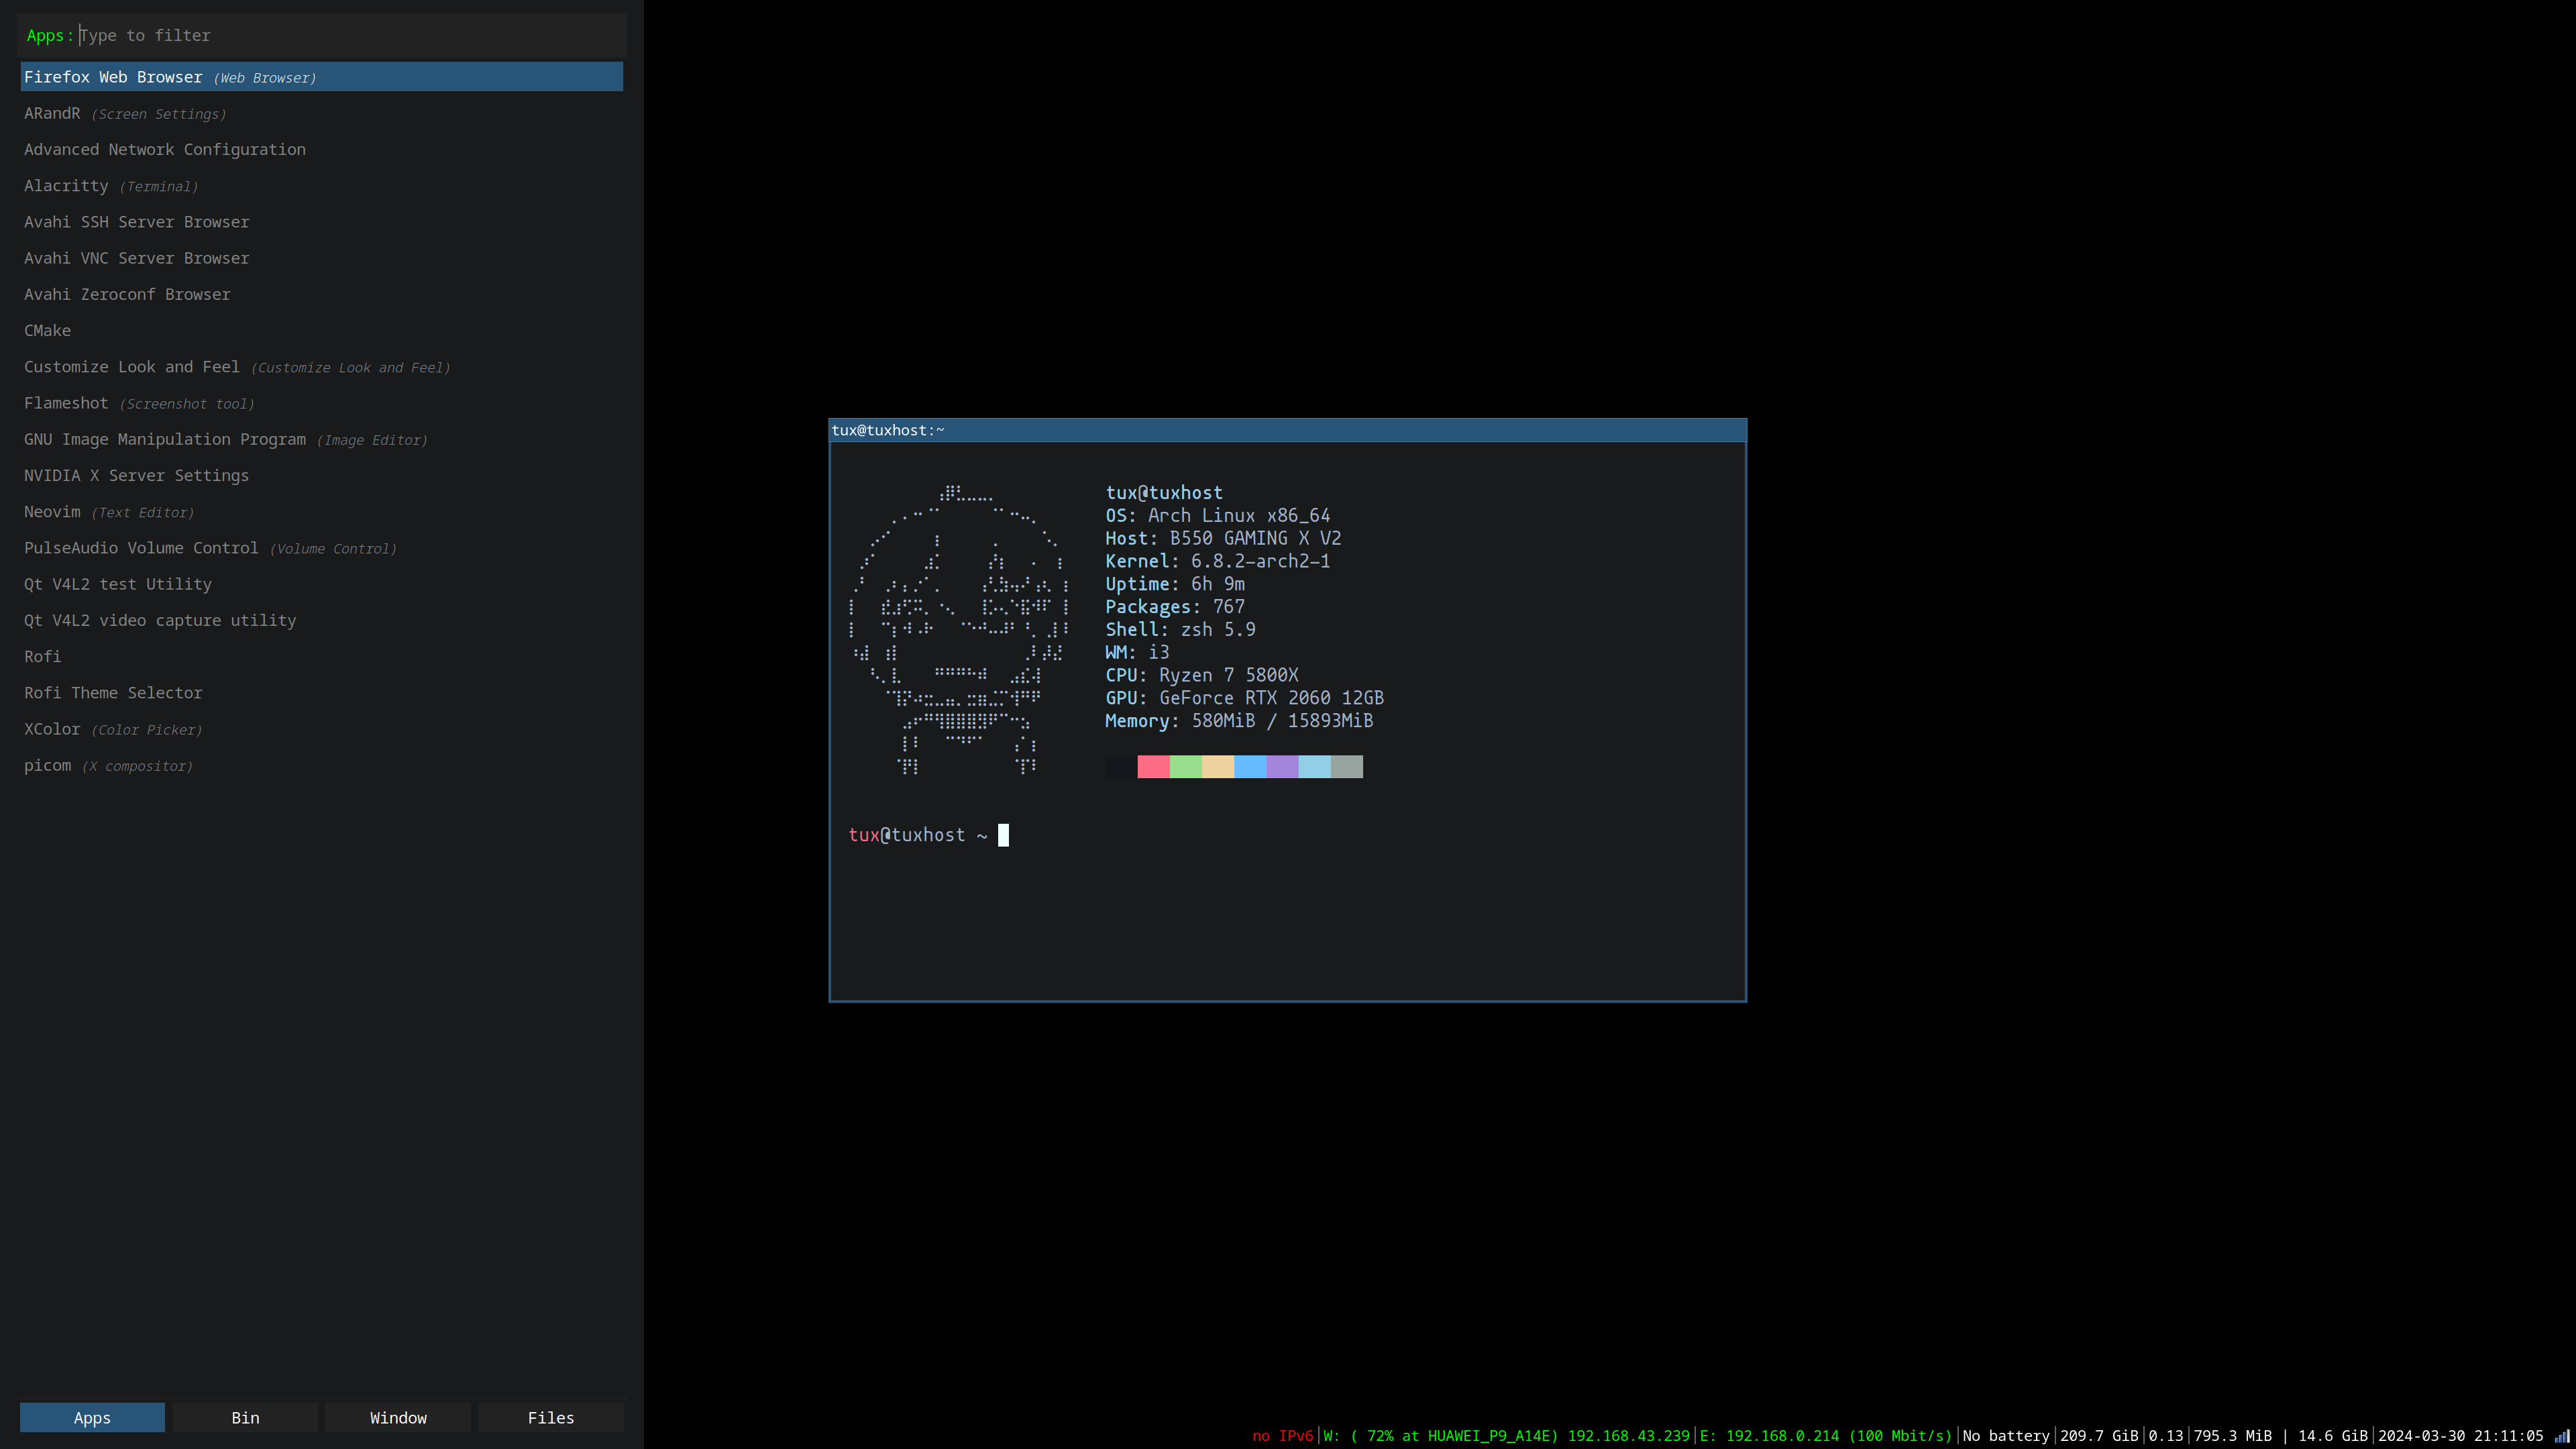 Apps: Type to filter
Firefox Web Browser (Web Browser)
ARandR (Screen Settings)
Advanced Network Configuration
Alacritty (Terminal)
Avahi SSH Server Browser
Avahi VNC Server Browser
Avahi Zeroconf Browser
CMake
Customize Look and Feel (Customize Look and Feel)
Flameshot (Screenshot tool)
GNU Image Manipulation Program (Image Editor)
NVIDIA X Server Settings
Neovim (Text Editor)
PulseAudio Volume Control (Volume Control)
Qt V4L2 test Utility
Qt V4L2 video capture utility
Rofi
Rofi Theme Selector
XColor (Color Picker)
picom (X compositor)
Apps
Bin
Window
Files
tux@tuxhost:~
tux@tuxhost
OS: Arch Linux x86_64
Host: B550 GAMING X V2
Kernel: 6.8.2-arch2-1
Uptime: 6h 9m
Packages: 767
Shell: zsh 5.9
WM: i3
CPU: Ryzen 7 5800X
GPU: GeForce RTX 2060 12GB
Memory: 580MiB / 15893MiB
tux@tuxhost ~
no IPv6|W: ( 72% at HUAWEI_P9_A14E) 192.168.43.239|E: 192.168.0.214 (100 Mbit/s)|No battery|209.7 GiB|0.13|795.3 MiB | 14.6 GiB|2024-03-30 21:11:05